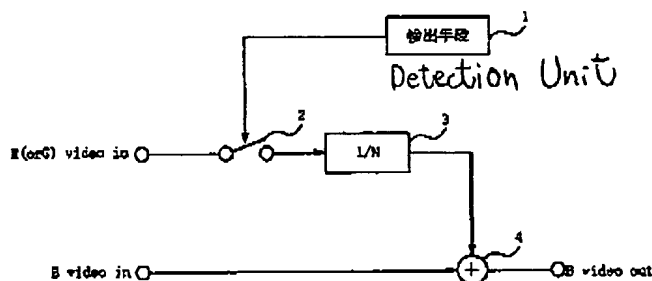 検出手段
1
Detection Unit
2
3
R(orG) video in
1/N
4
B video in
+
B video out